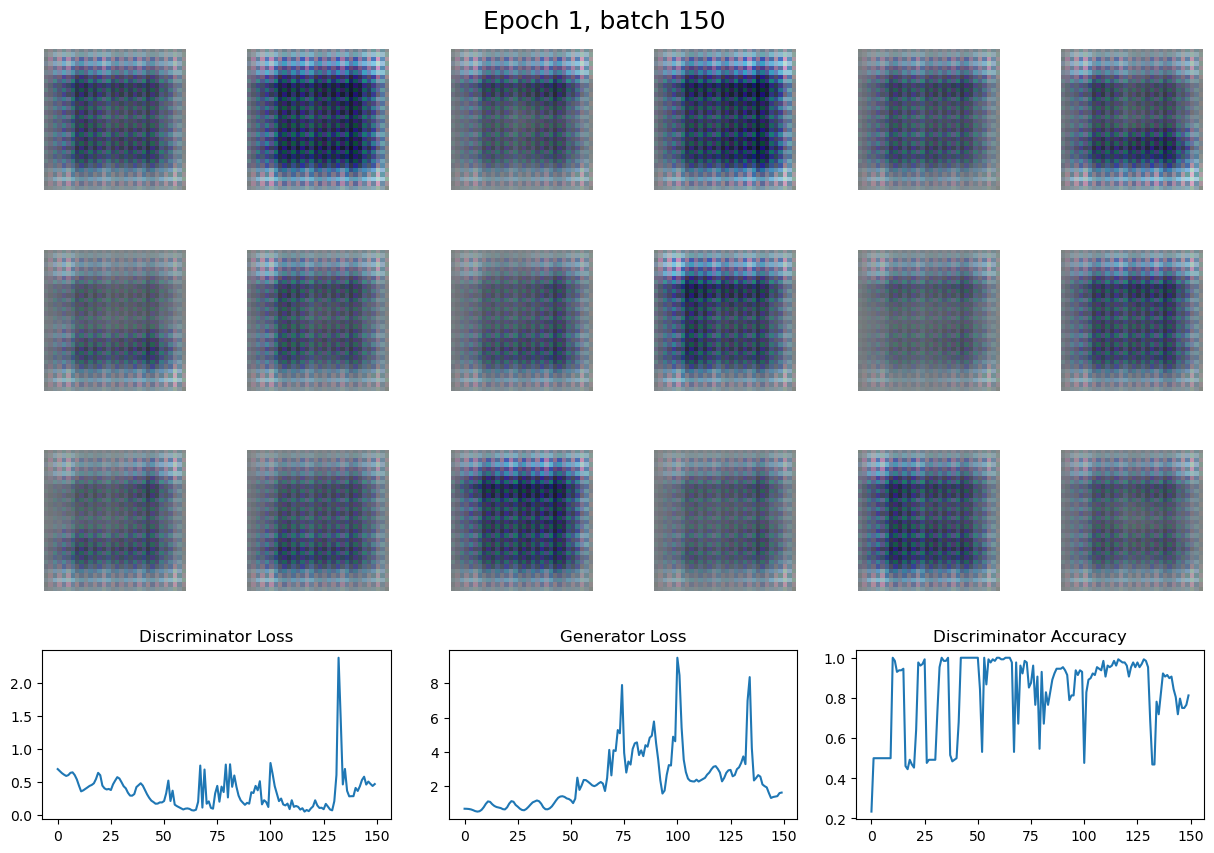 Epoch 1, batch 150
Discriminator Loss
Generator Loss
Discriminator Accuracy
2.0
1.5
1.0
0.5
0.0
0 25 50 75 100 125 150
8
6
4
2
0 25 50 75 100 125 150
1.0
0.8
0.6
0.4
0.2
0 25 50 75 100 125 150